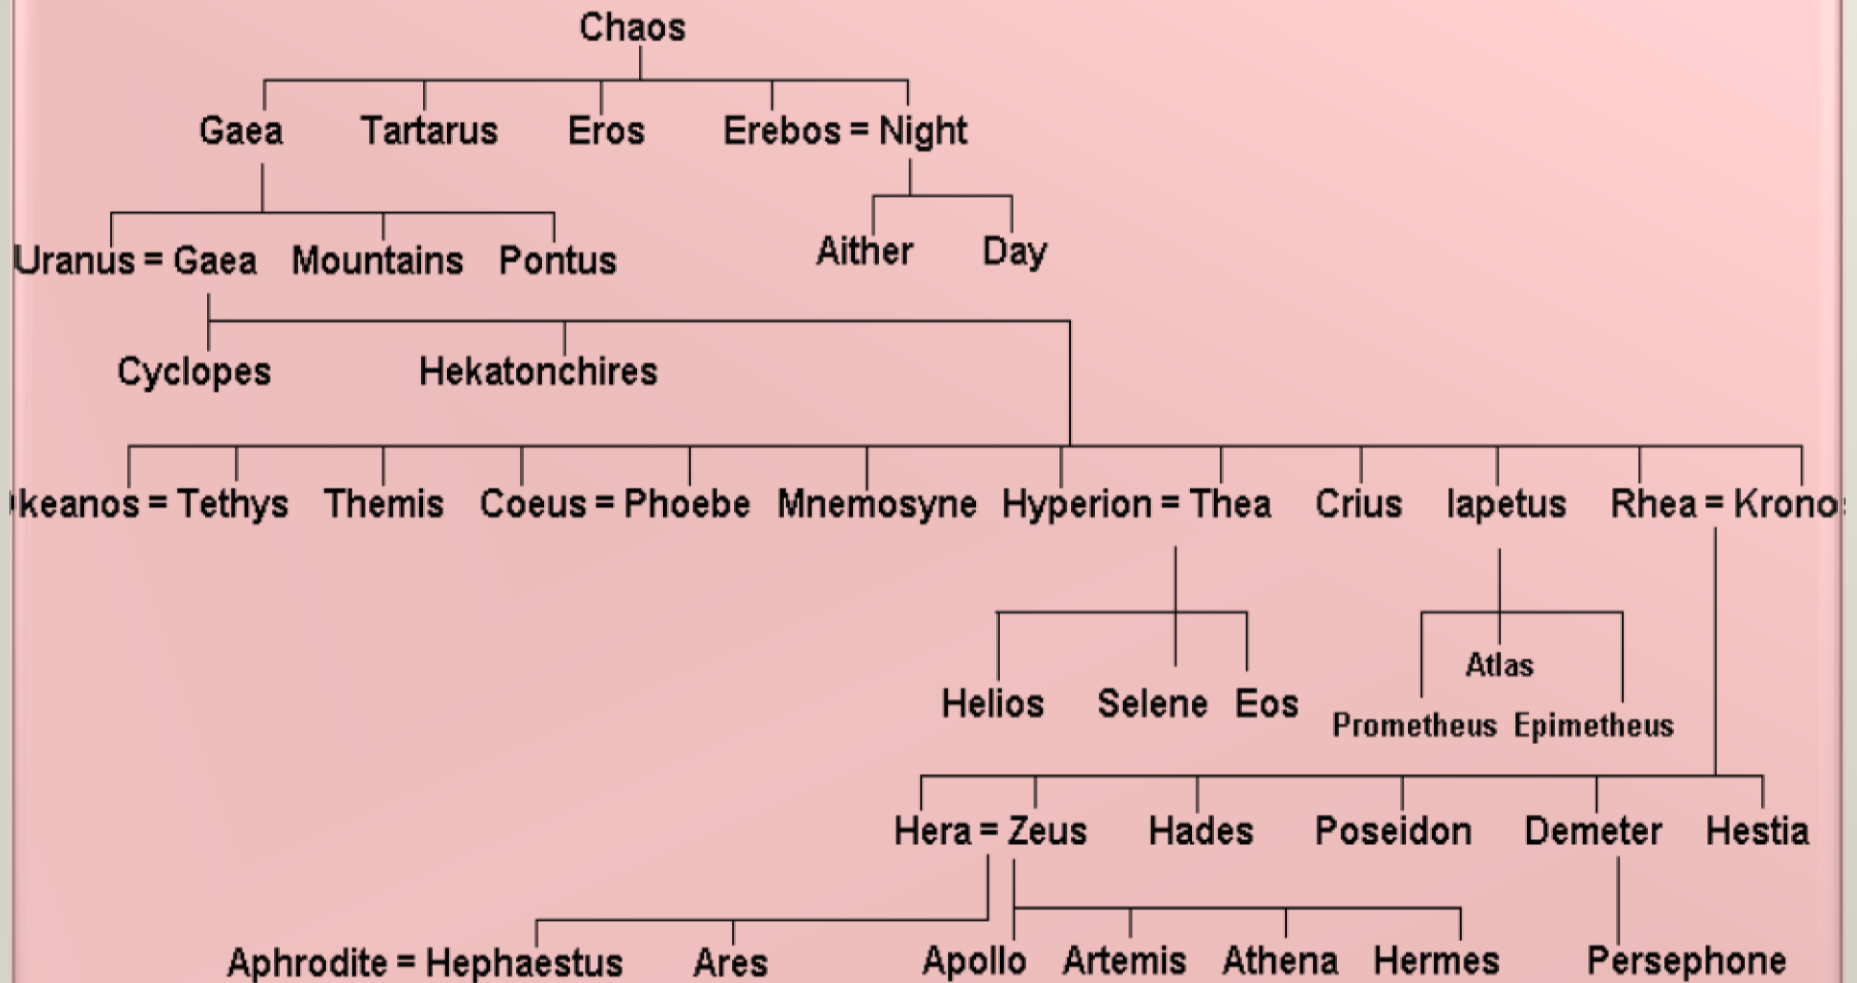 Chaos
Gaea Tartarus Eros Erebos = Night
Aither Day
Uranus = Gaea Mountains Pontus
Cyclopes Hekatonchires
keanos = Tethys Themis Coeus = Phoebe Mnemosyne Hyperion = Thea Crius Iapetus Rhea = Kronos
Atlas
Helios Selene Eos
Prometheus Epimetheus
Hera = Zeus Hades Poseidon Demeter Hestia
Aphrodite = Hephaestus Ares Apollo Artemis Athena Hermes Persephone